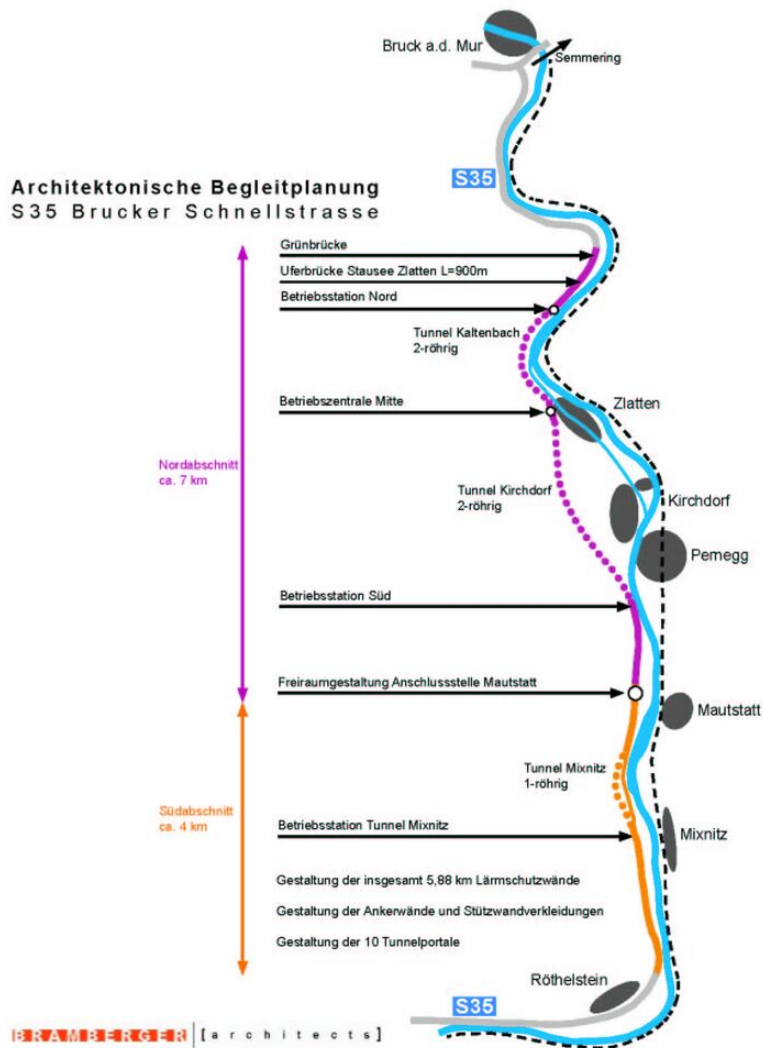 Bruck a.d. Mur
Semmering
S35
Architektonische Begleitplanung
S35 Brucker Schnellstrasse
Grünbrücke
Uferbrücke Stausee Zlatten L=900m
Betriebsstation Nord
Tunnel Kaltenbach
2-röhrig
Zlatten
Betriebszentrale Mitte
Nordabschnitt
ca. 7 km
Tunnel Kirchdorf
2-röhrig
Kirchdorf
Pernegg
Betriebsstation Süd
Freiraumgestaltung Anschlussstelle Mautstatt
Mautstatt
Tunnel Mixnitz
1-röhrig
Südabschnitt
ca. 4 km
Betriebsstation Tunnel Mixnitz
Mixnitz
Gestaltung der insgesamt 5,88 km Lärmschutzwände
Gestaltung der Ankerwände und Stützwandverkleidungen
Gestaltung der 10 Tunnelportale
Röthelstein
S35
BRAMBERGER [architects]